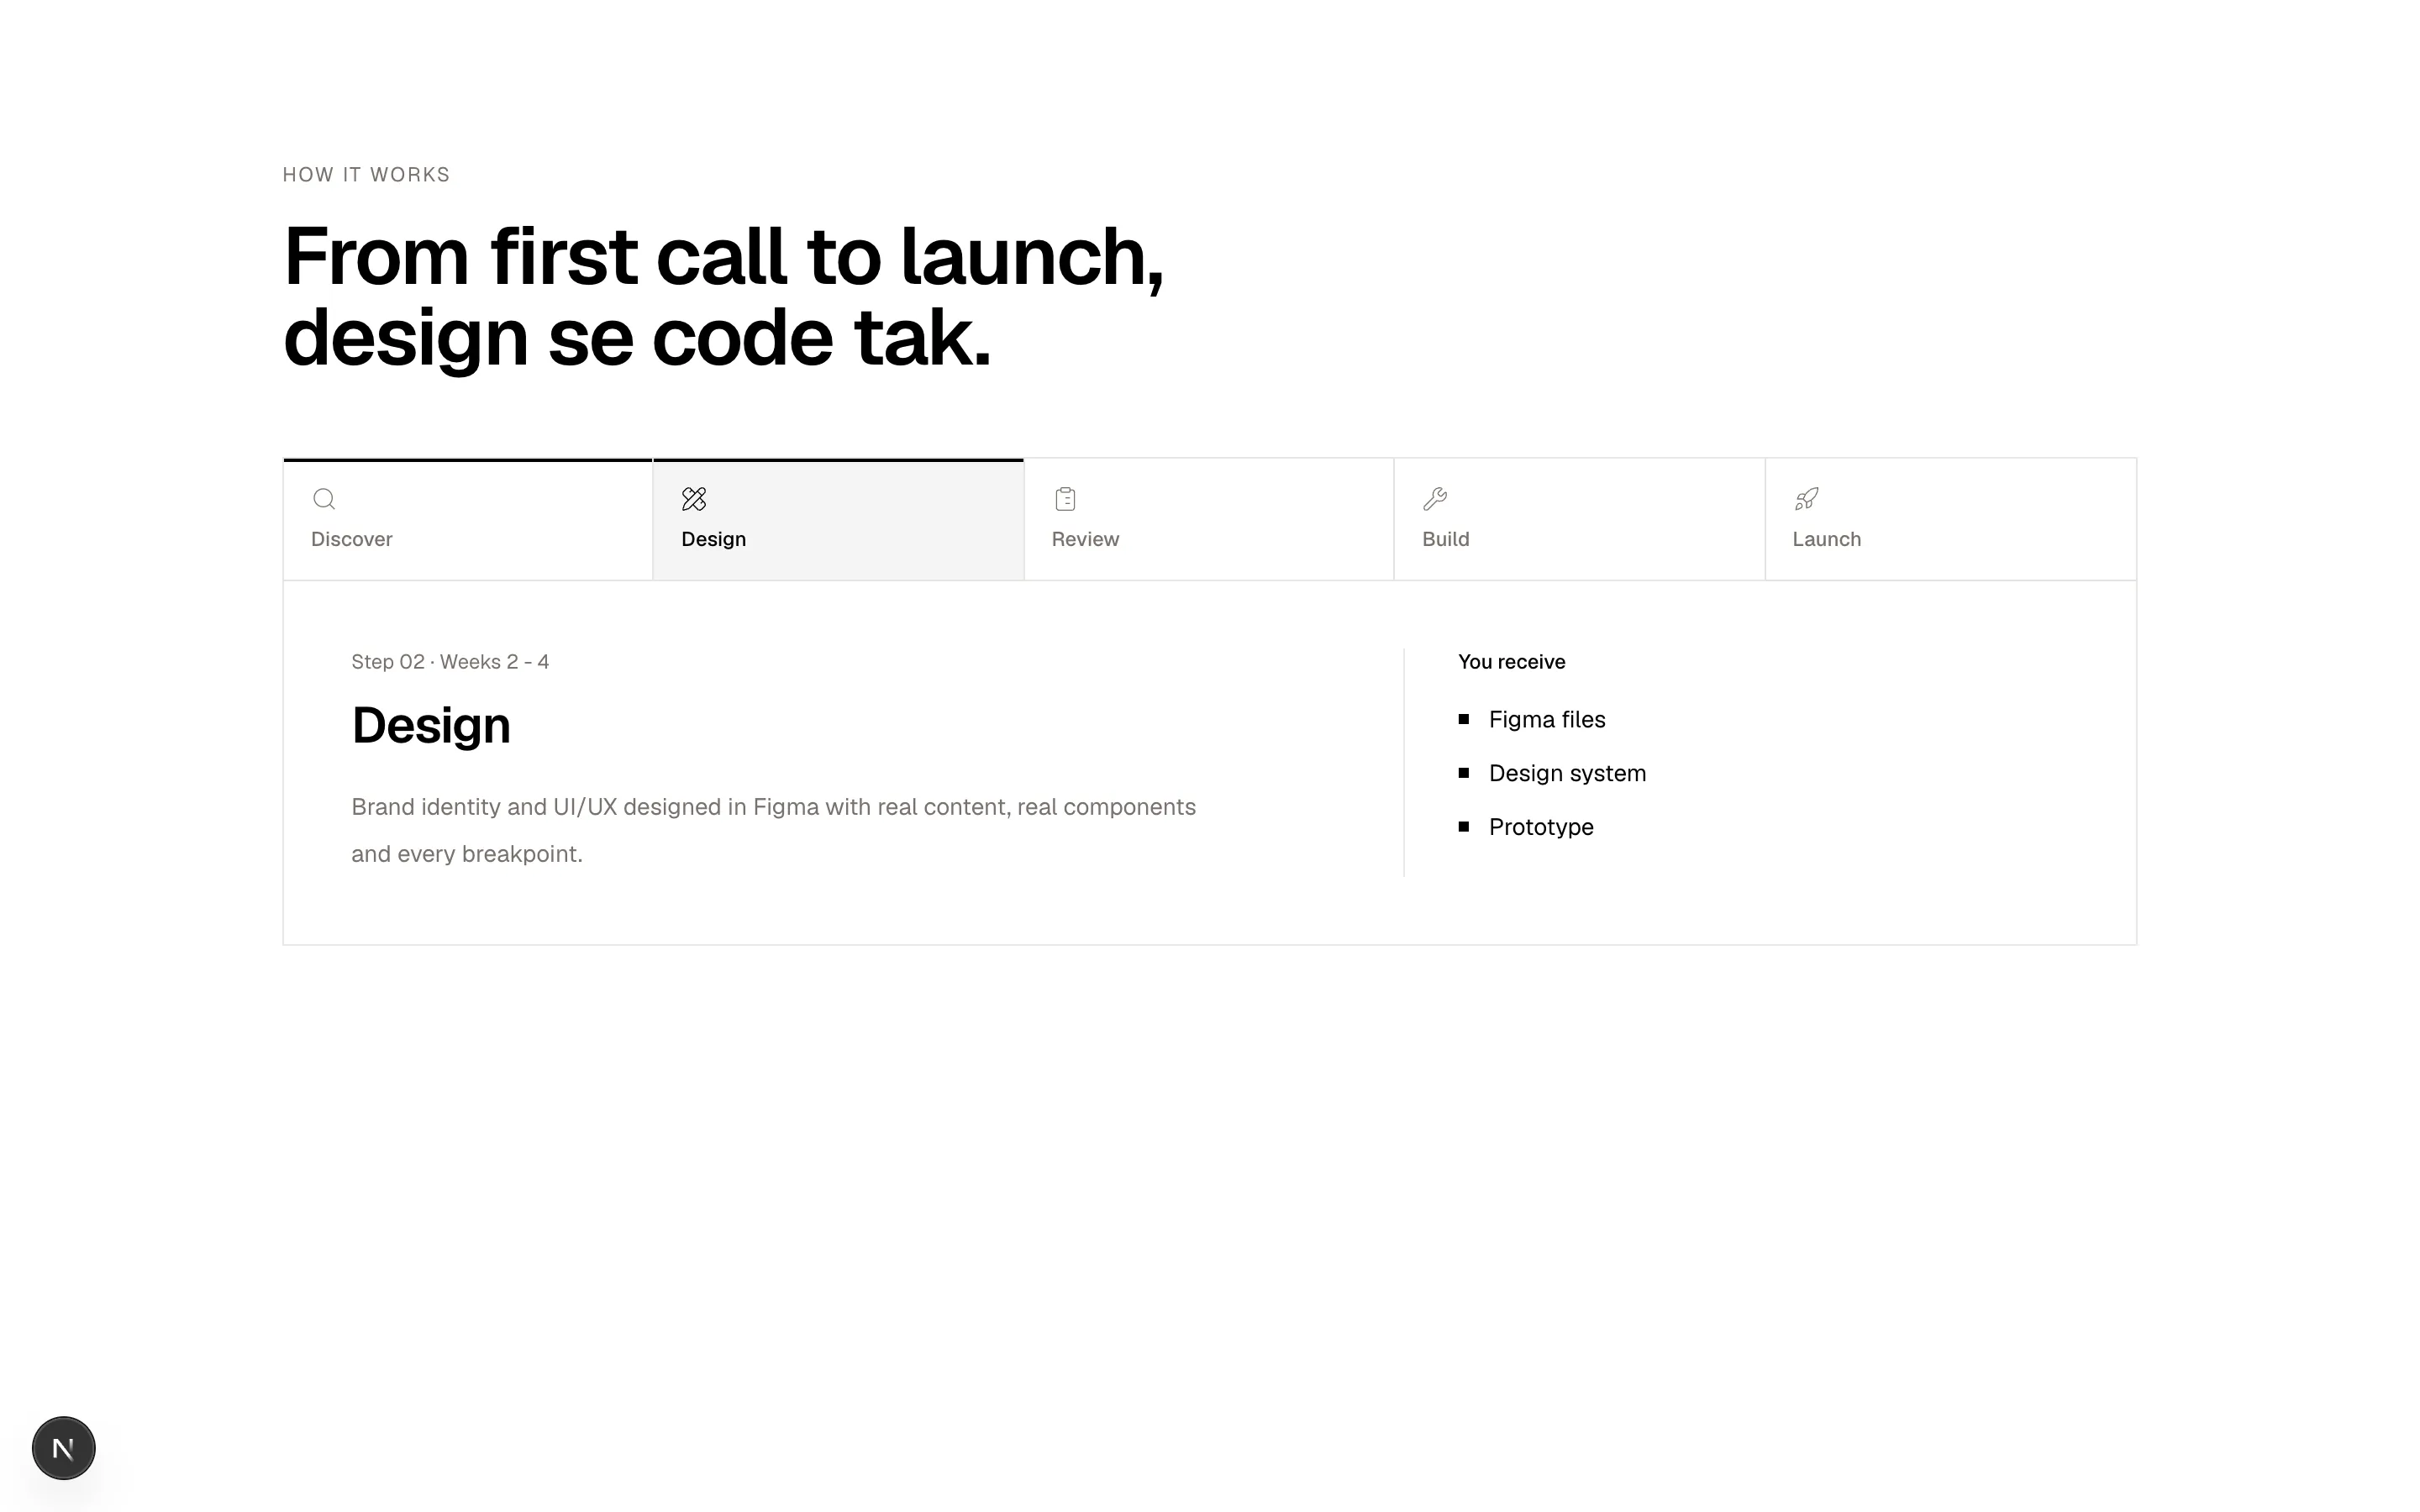 HOW IT WORKS
From first call to launch,
design se code tak.
Discover
Design
Review
Build
Launch
Step 02 · Weeks 2 - 4
Design
Brand identity and UI/UX designed in Figma with real content, real components
and every breakpoint.
You receive
Figma files
Design system
Prototype
N